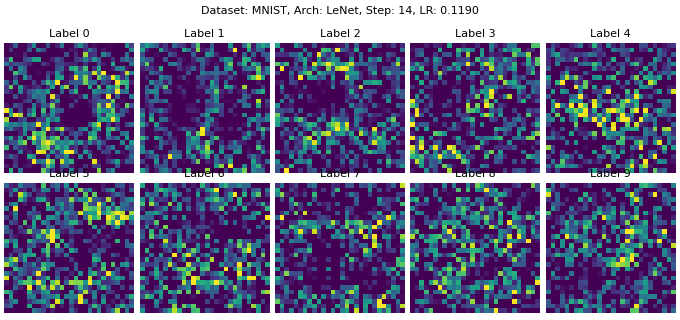 Dataset: MNIST, Arch: LeNet, Step: 14, LR: 0.1190
Label 0 Label 1 Label 2 Label 3 Label 4
Label 5 Label 6 Label 7 Label 8 Label 9